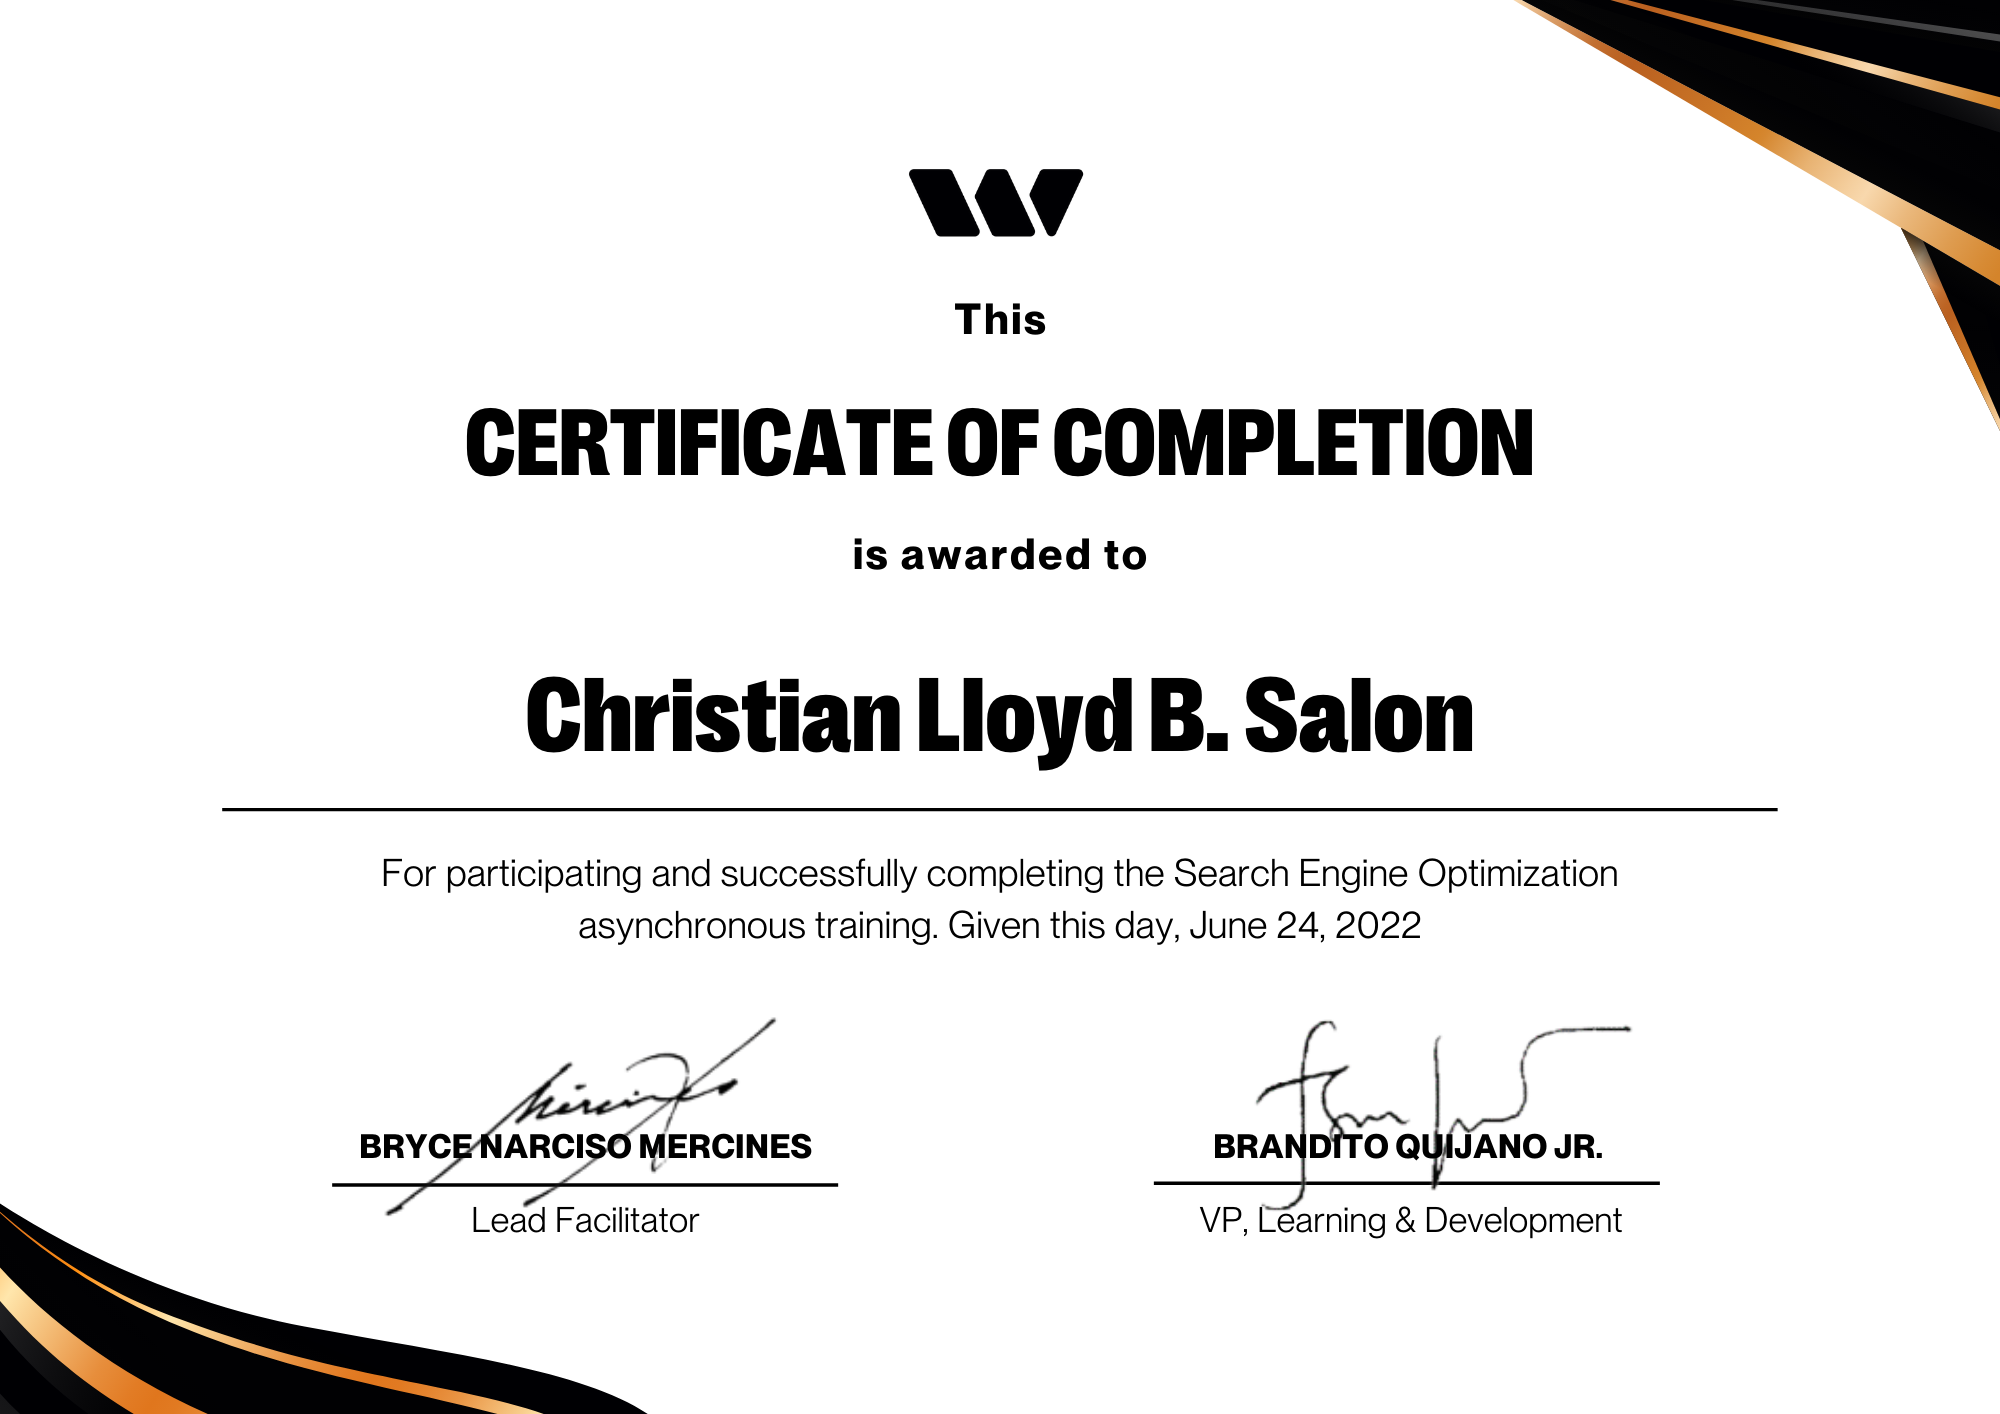 This
CERTIFICATE OF COMPLETION
is awarded to
Christian Lloyd B. Salon
For participating and successfully completing the Search Engine Optimization
asynchronous training. Given this day, June 24, 2022
BRYCE NARCISO MERCINES
Lead Facilitator
BRANDITO QUIJANO JR.
VP, Learning & Development